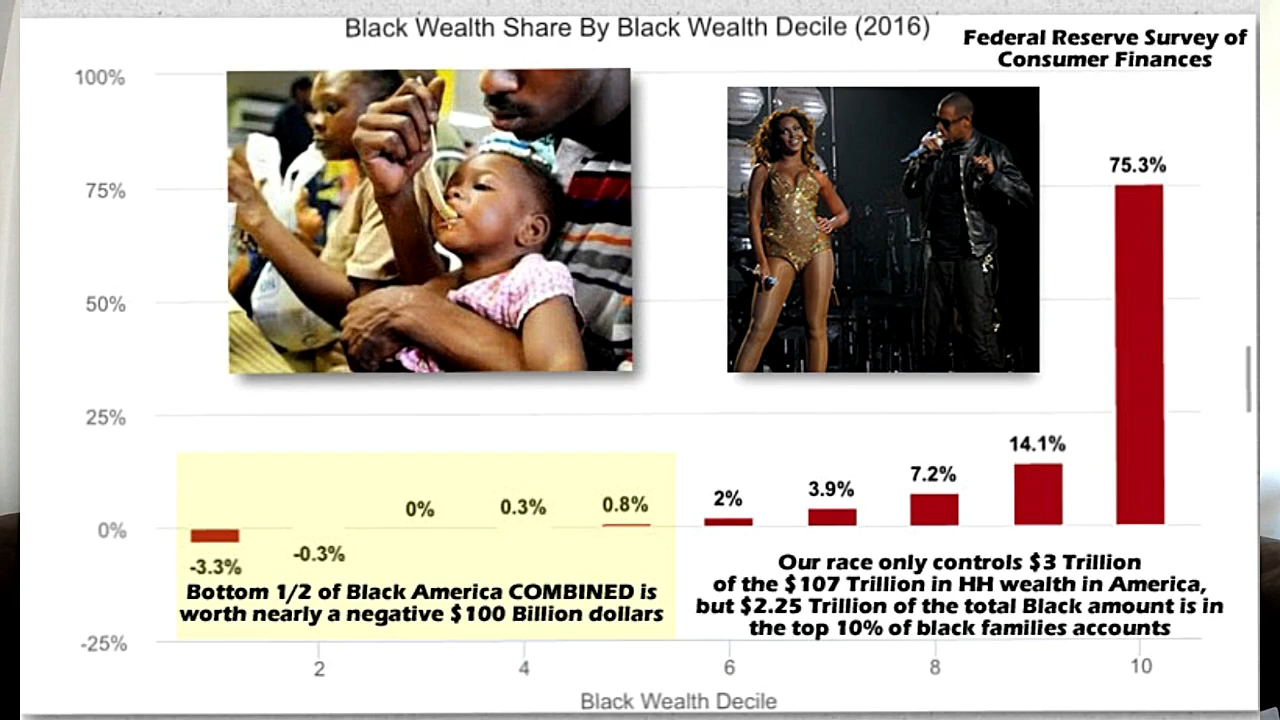 Black Wealth Share By Black Wealth Decile (2016)
Federal Reserve Survey of
Consumer Finances
100%
75%
50%
25%
0%
-25%
-3.3%
-0.3%
0%
0.3%
0.8%
2%
3.9%
7.2%
14.1%
75.3%
Bottom 1/2 of Black America COMBINED is
worth nearly a negative $100 Billion dollars
Our race only controls $3 Trillion
of the $107 Trillion in HH wealth in America,
but $2.25 Trillion of the total Black amount is in
the top 10% of black families accounts
2
4
6
8
10
Black Wealth Decile